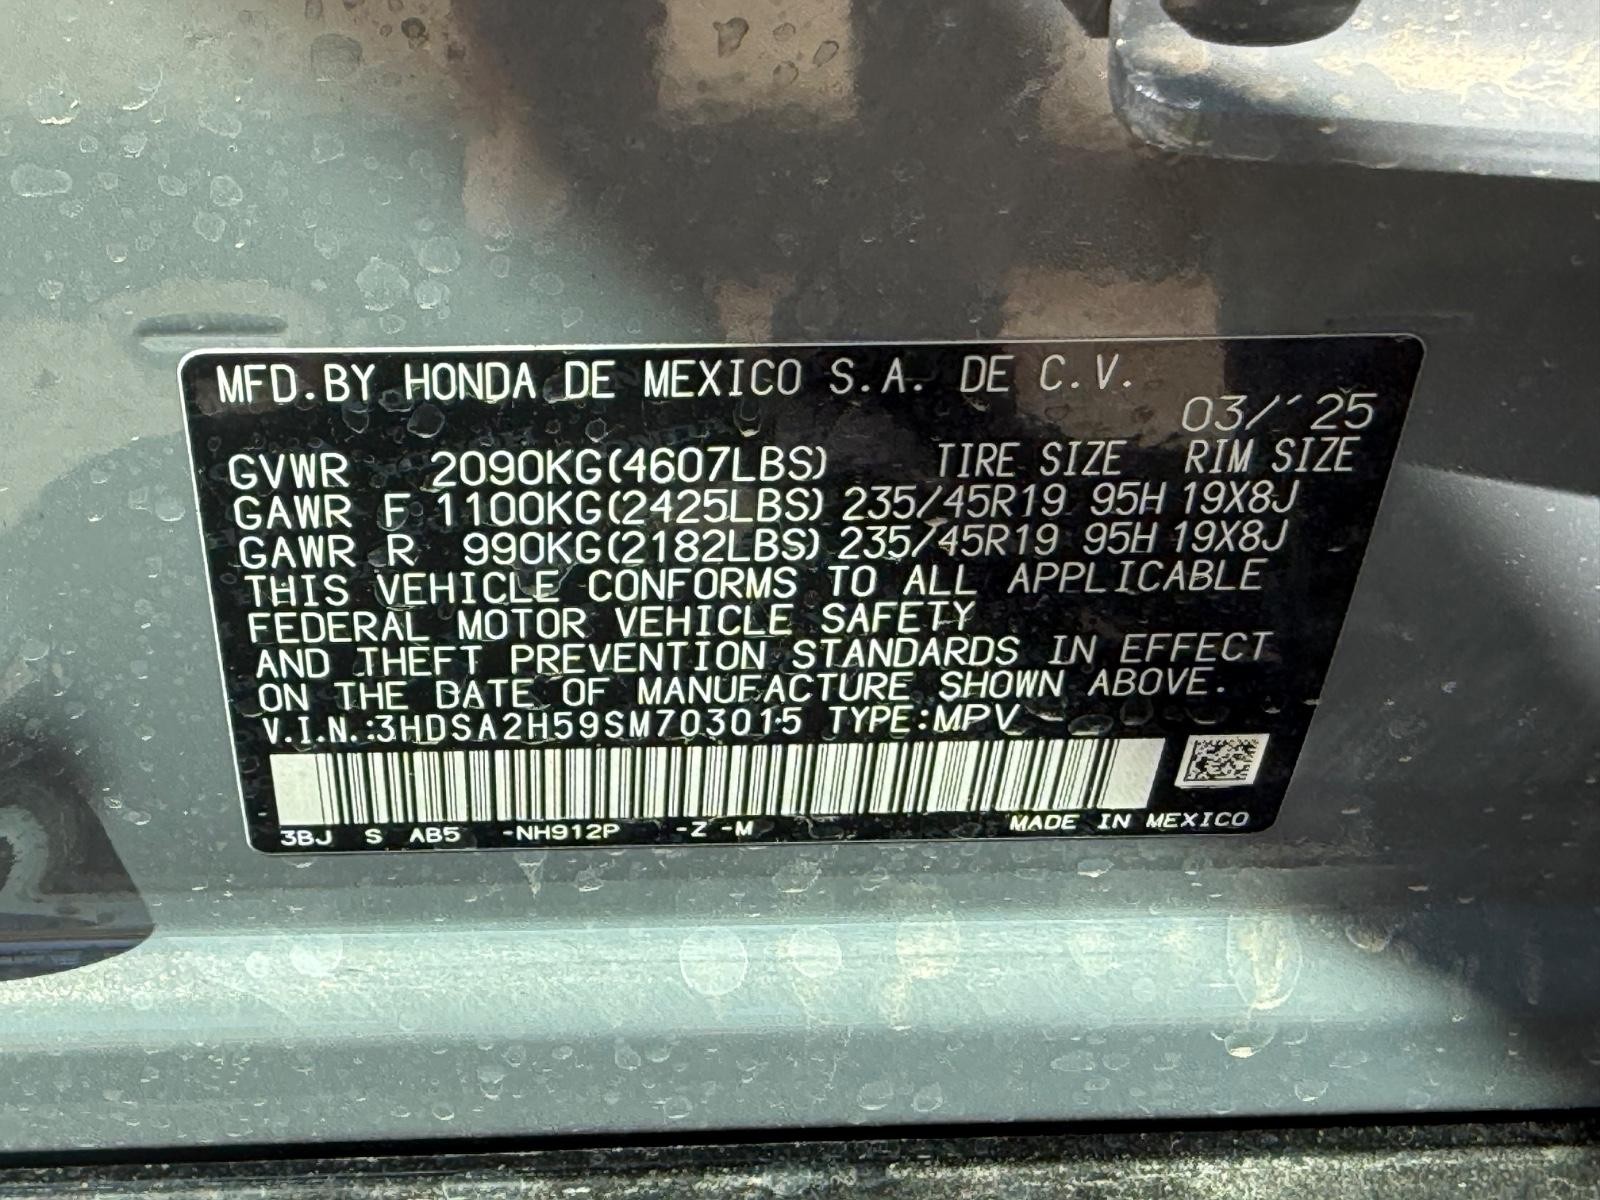 MFD. BY HONDA DE MEXICO S.A. DE C.V.
03/´25
GVWR 2090KG(4607LBS) TIRE SIZE RIM SIZE
GAWR F 1100KG(2425LBS) 235/45R19 95H 19X8J
GAWR R 990KG(2182LBS) 235/45R19 95H 19X8J
THIS VEHICLE CONFORMS TO ALL APPLICABLE
FEDERAL MOTOR VEHICLE SAFETY
AND THEFT PREVENTION STANDARDS IN EFFECT
ON THE DATE OF MANUFACTURE SHOWN ABOVE.
V.I.N.:3HDSA2H59SM703015 TYPE:MPV
3BJ S AB5 -NH912P -Z -M MADE IN MEXICO